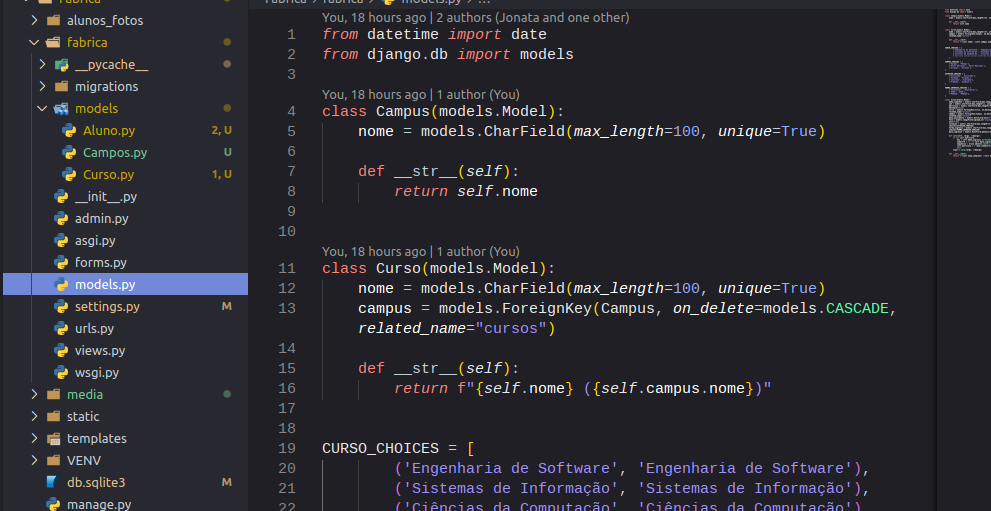 Fabrica > Fabrica > models.py > ...
alunos_fotos
fabrica
__pycache__
migrations
models
Aluno.py 2, U
Campos.py U
Curso.py 1, U
__init__.py
admin.py
asgi.py
forms.py
models.py
settings.py M
urls.py
views.py
wsgi.py
media
static
templates
VENV
db.sqlite3 M
manage.py
You, 18 hours ago | 2 authors (Jonata and one other)
1 from datetime import date
2 from django.db import models
3
You, 18 hours ago | 1 author (You)
4 class Campus(models.Model):
5 nome = models.CharField(max_length=100, unique=True)
6
7 def __str__(self):
8 return self.nome
9
10
You, 18 hours ago | 1 author (You)
11 class Curso(models.Model):
12 nome = models.CharField(max_length=100, unique=True)
13 campus = models.ForeignKey(Campus, on_delete=models.CASCADE,
related_name="cursos")
14
15 def __str__(self):
16 return f"{self.nome} ({self.campus.nome})"
17
18
19 CURSO_CHOICES = [
20 ('Engenharia de Software', 'Engenharia de Software'),
21 ('Sistemas de Informação', 'Sistemas de Informação'),
22 ('Ciências da Computação' 'Ciências da Computação')